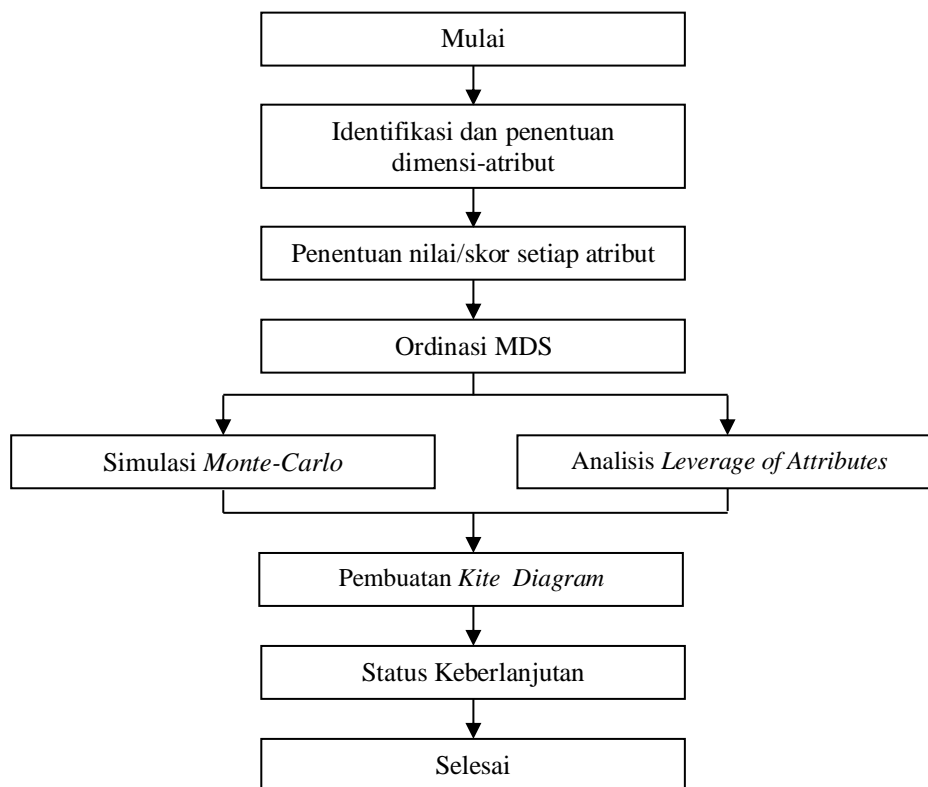 Mulai
Identifikasi dan penentuan
dimensi-atribut
Penentuan nilai/skor setiap atribut
Ordinasi MDS
Simulasi Monte-Carlo
Analisis Leverage of Attributes
Pembuatan Kite Diagram
Status Keberlanjutan
Selesai